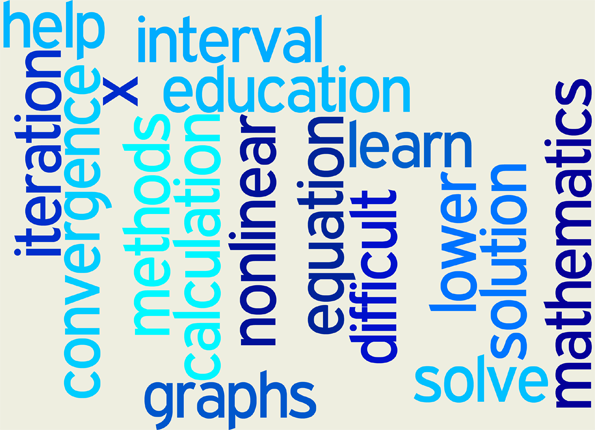 help
interval
education
iteration
convergence
x
methods
calculation
nonlinear
equation
learn
difficult
lower
solution
mathematics
graphs
solve